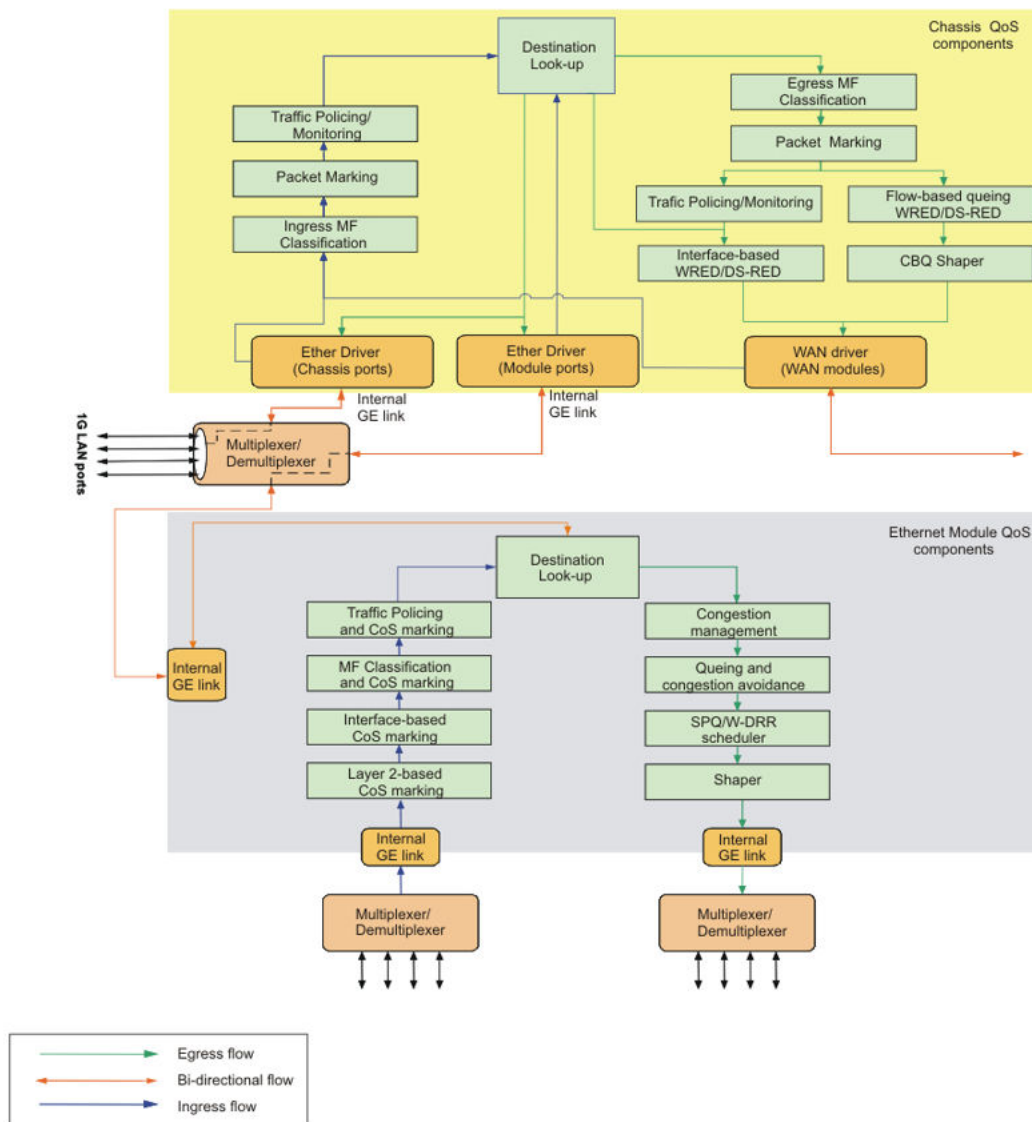 Chassis QoS
components
Destination
Look-up
Egress MF
Classification
Traffic Policing/
Monitoring
Packet Marking
Packet Marking
Trafic Policing/Monitoring
Flow-based queing
WRED/DS-RED
Ingress MF
Classification
Interface-based
WRED/DS-RED
CBQ Shaper
Ether Driver
(Chassis ports)
Ether Driver
(Module ports)
WAN driver
(WAN modules)
Internal
GE link
Internal
GE link
1G LAN ports
Multiplexer/
Demultiplexer
Ethernet Module QoS
components
Destination
Look-up
Traffic Policing
and CoS marking
Congestion
management
Internal
GE link
MF Classification
and CoS marking
Queing and
congestion avoidance
Interface-based
CoS marking
SPQ/W-DRR
scheduler
Layer 2-based
CoS marking
Shaper
Internal
GE link
Internal
GE link
Multiplexer/
Demultiplexer
Multiplexer/
Demultiplexer
Egress flow
Bi-directional flow
Ingress flow